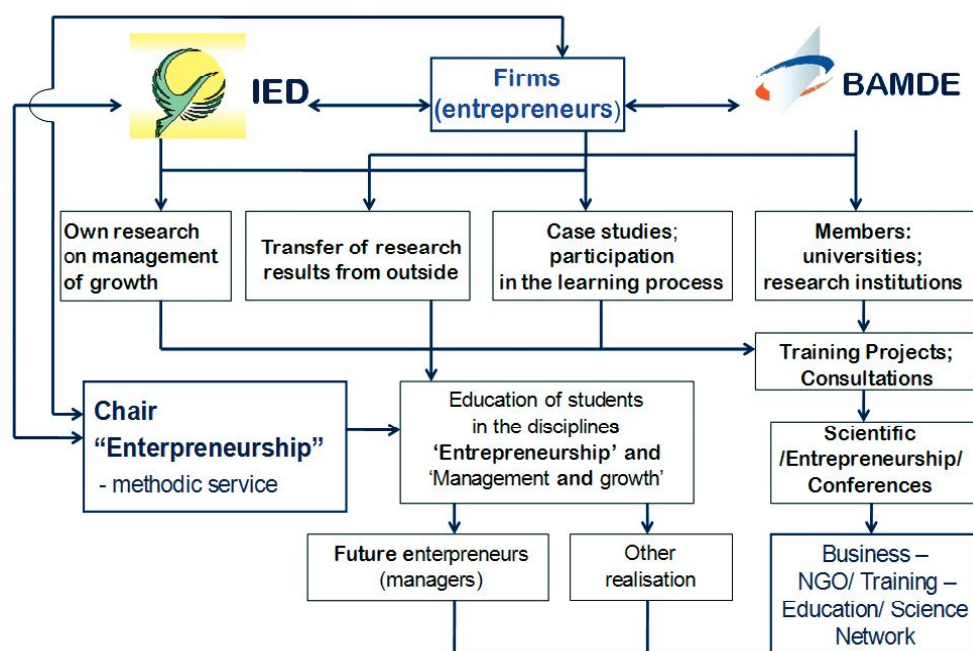 IED
Firms
(entrepreneurs)
BAMDE
Own research
on management
of growth
Transfer of research
results from outside
Case studies;
participation
in the learning process
Members:
universities;
research institutions
Training Projects;
Consultations
Chair
“Enterpreneurship”
- methodic service
Education of students
in the disciplines
‘Entrepreneurship’ and
‘Management and growth’
Scientific
/Entrepreneurship/
Conferences
Future enterpreneurs
(managers)
Other
realisation
Business –
NGO/ Training –
Education/ Science
Network